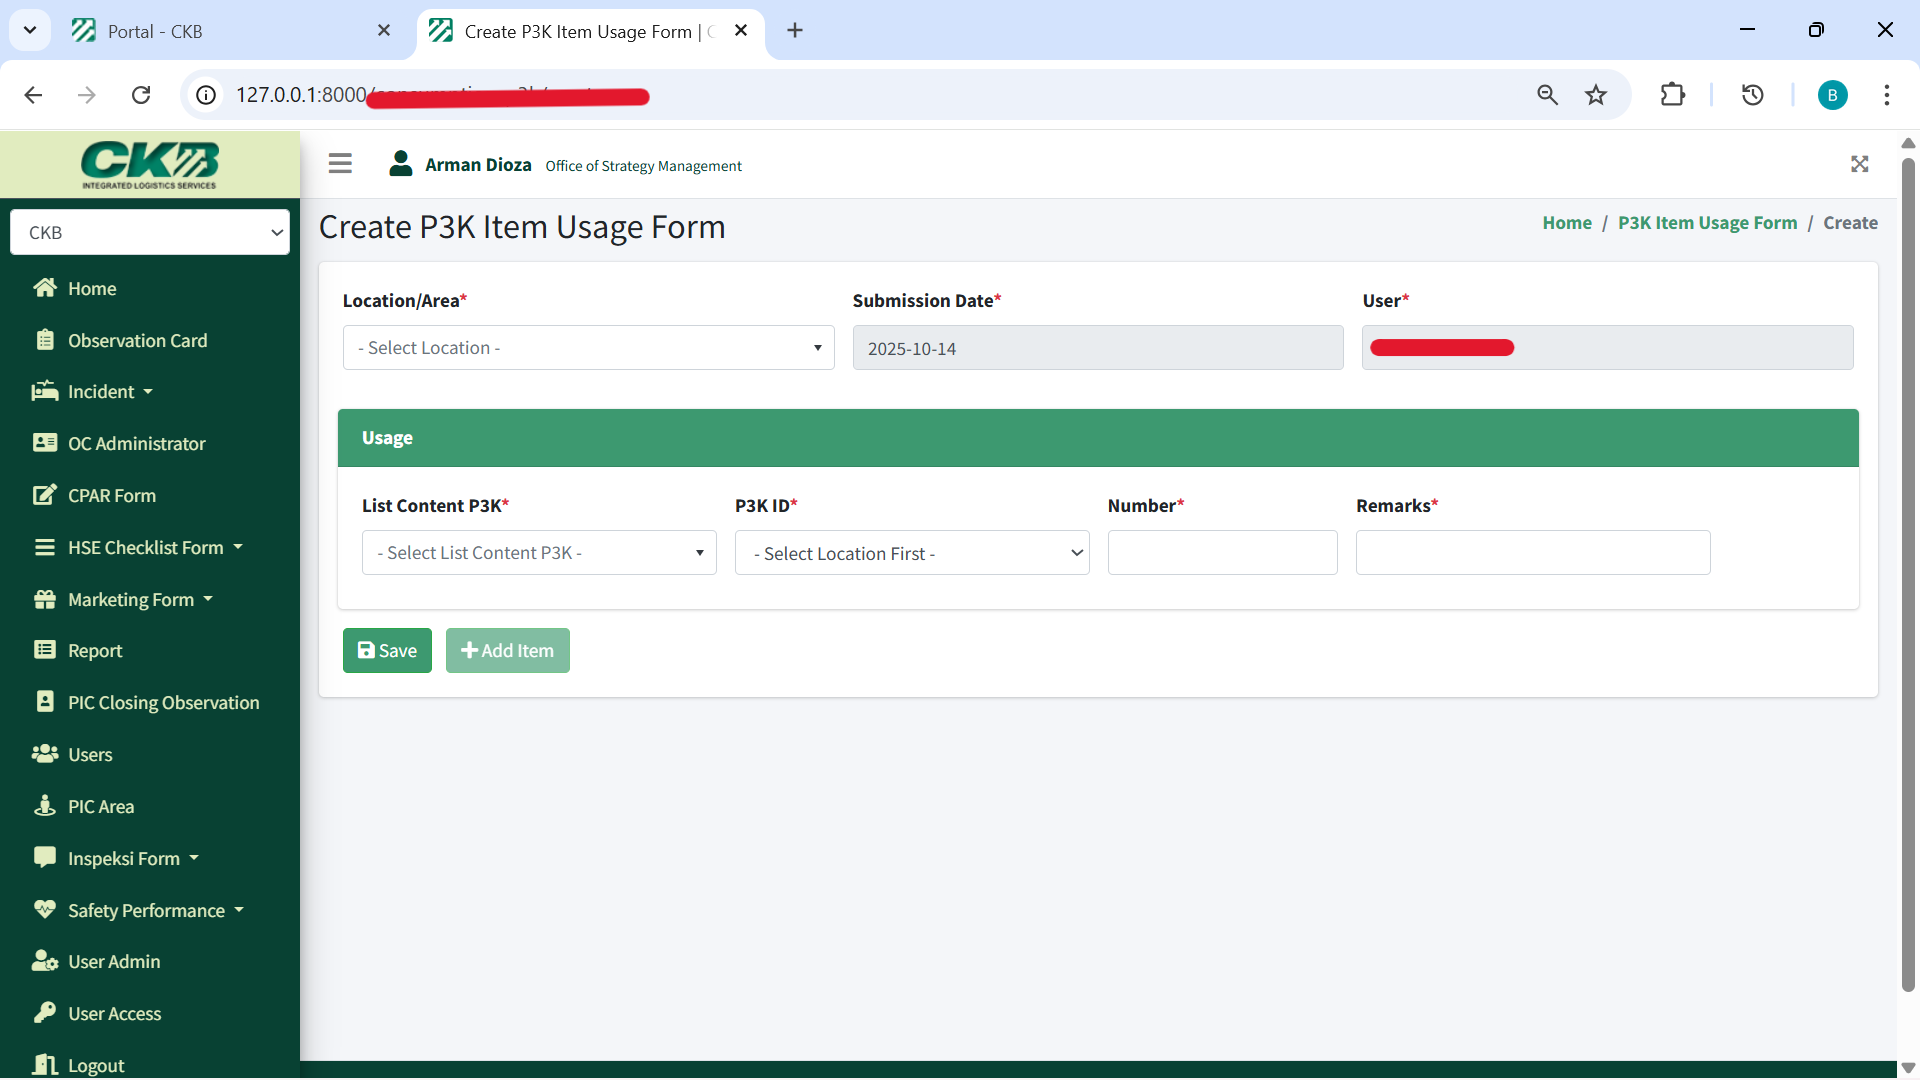 Portal - CKB
Create P3K Item Usage Form |
127.0.0.1:8000/
CKB
INTEGRATED LOGISTICS SERVICES
Arman Dioza Office of Strategy Management
CKB
Home
Observation Card
Incident
OC Administrator
CPAR Form
HSE Checklist Form
Marketing Form
Report
PIC Closing Observation
Users
PIC Area
Inspeksi Form
Safety Performance
User Admin
User Access
Logout
Create P3K Item Usage Form
Home / P3K Item Usage Form / Create
Location/Area* Submission Date* User*
- Select Location - 2025-10-14
Usage
List Content P3K* P3K ID* Number* Remarks*
- Select List Content P3K - - Select Location First -
Save Add Item
B